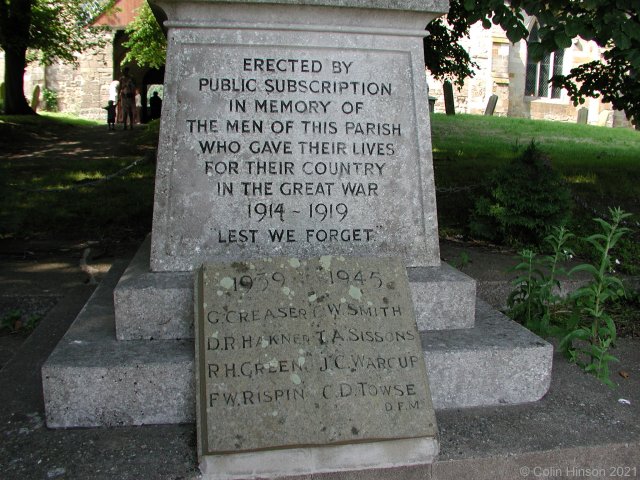 ERECTED BY
PUBLIC SUBSCRIPTION
IN MEMORY OF
THE MEN OF THIS PARISH
WHO GAVE THEIR LIVES
FOR THEIR COUNTRY
IN THE GREAT WAR
1914 - 1919
"LEST WE FORGET."
1939 1945
G. CREASER C.W. SMITH
D.R. HAKNER T.A. SISSONS
R.H. GREEN J.C. WARCUP
F.W. RISPIN C.D. TOWSE
D.F.M
© Colin Hinson 2021